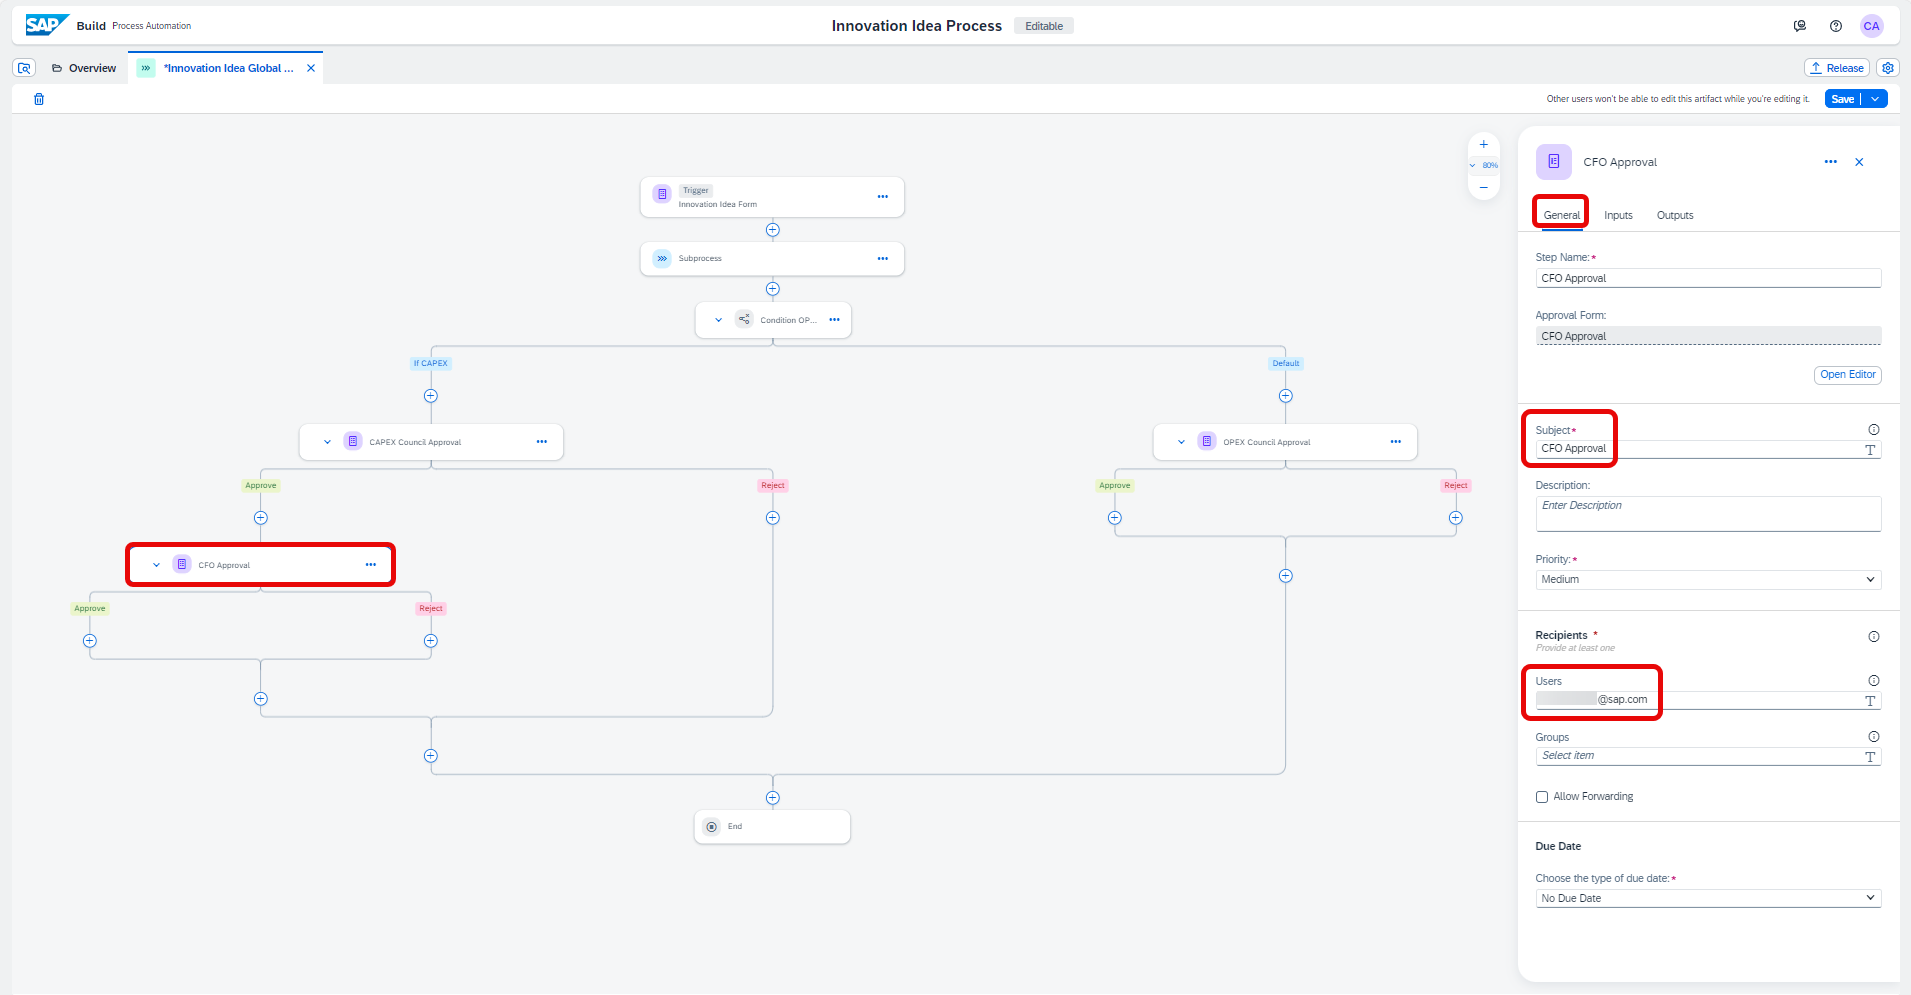 SAP Build Process Automation
Innovation Idea Process Editable
CA
Overview
*Innovation Idea Global ...
Release
Other users won't be able to edit this artifact while you're editing it.
Save
80%
Trigger
Innovation Idea Form
Subprocess
Condition OP...
If CAPEX
Default
CAPEX Council Approval
OPEX Council Approval
Approve
Reject
Approve
Reject
CFO Approval
Approve
Reject
End
CFO Approval
General Inputs Outputs
Step Name:*
CFO Approval
Approval Form:
CFO Approval
Open Editor
Subject*
CFO Approval
Description:
Enter Description
Priority:*
Medium
Recipients *
Provide at least one
Users
@sap.com
Groups
Select item
Allow Forwarding
Due Date
Choose the type of due date:*
No Due Date